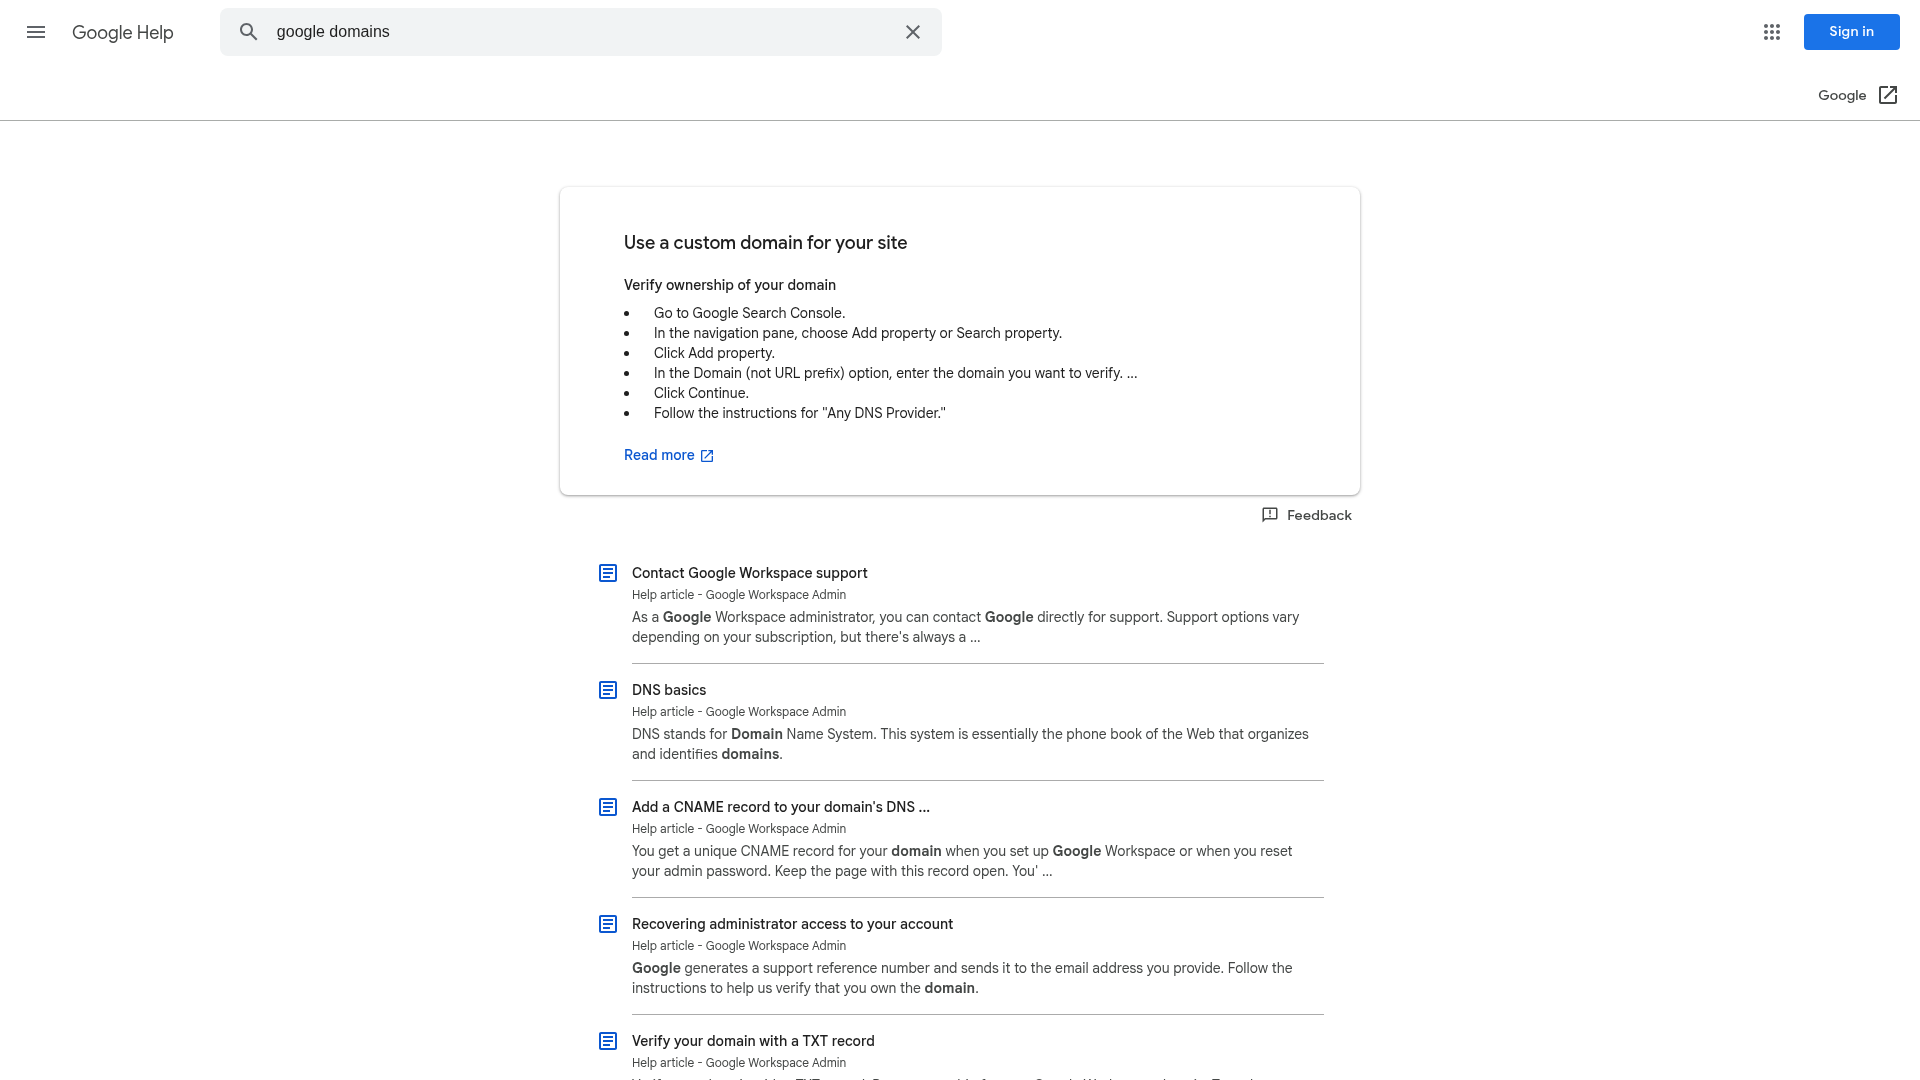 Google Help
google domains
Sign in
Google
Use a custom domain for your site
Verify ownership of your domain
• Go to Google Search Console.
• In the navigation pane, choose Add property or Search property.
• Click Add property.
• In the Domain (not URL prefix) option, enter the domain you want to verify. ...
• Click Continue.
• Follow the instructions for "Any DNS Provider."
Read more
Feedback
Contact Google Workspace support
Help article - Google Workspace Admin
As a Google Workspace administrator, you can contact Google directly for support. Support options vary
depending on your subscription, but there's always a ...
DNS basics
Help article - Google Workspace Admin
DNS stands for Domain Name System. This system is essentially the phone book of the Web that organizes
and identifies domains.
Add a CNAME record to your domain's DNS ...
Help article - Google Workspace Admin
You get a unique CNAME record for your domain when you set up Google Workspace or when you reset
your admin password. Keep the page with this record open. You' ...
Recovering administrator access to your account
Help article - Google Workspace Admin
Google generates a support reference number and sends it to the email address you provide. Follow the
instructions to help us verify that you own the domain.
Verify your domain with a TXT record
Help article - Google Workspace Admin